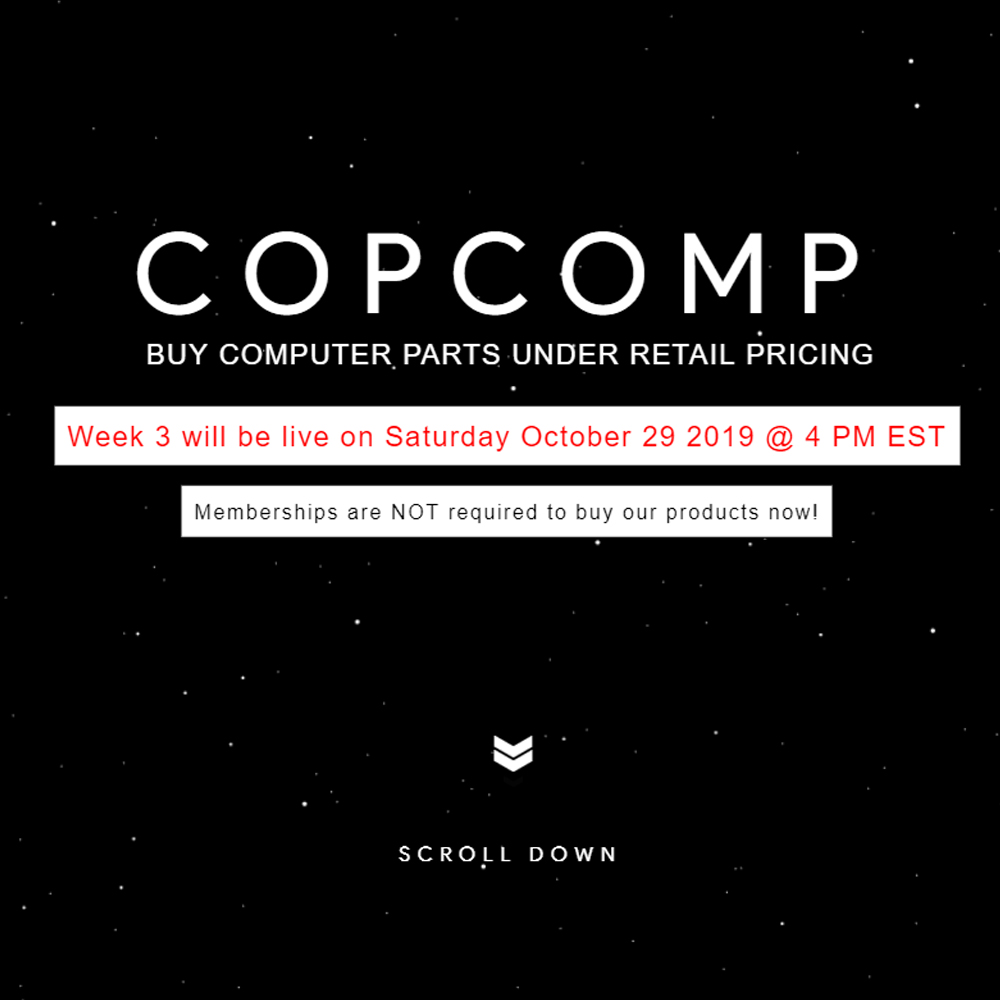 COPCOMP
BUY COMPUTER PARTS UNDER RETAIL PRICING
Week 3 will be live on Saturday October 29 2019 @ 4 PM EST
Memberships are NOT required to buy our products now!
SCROLL DOWN